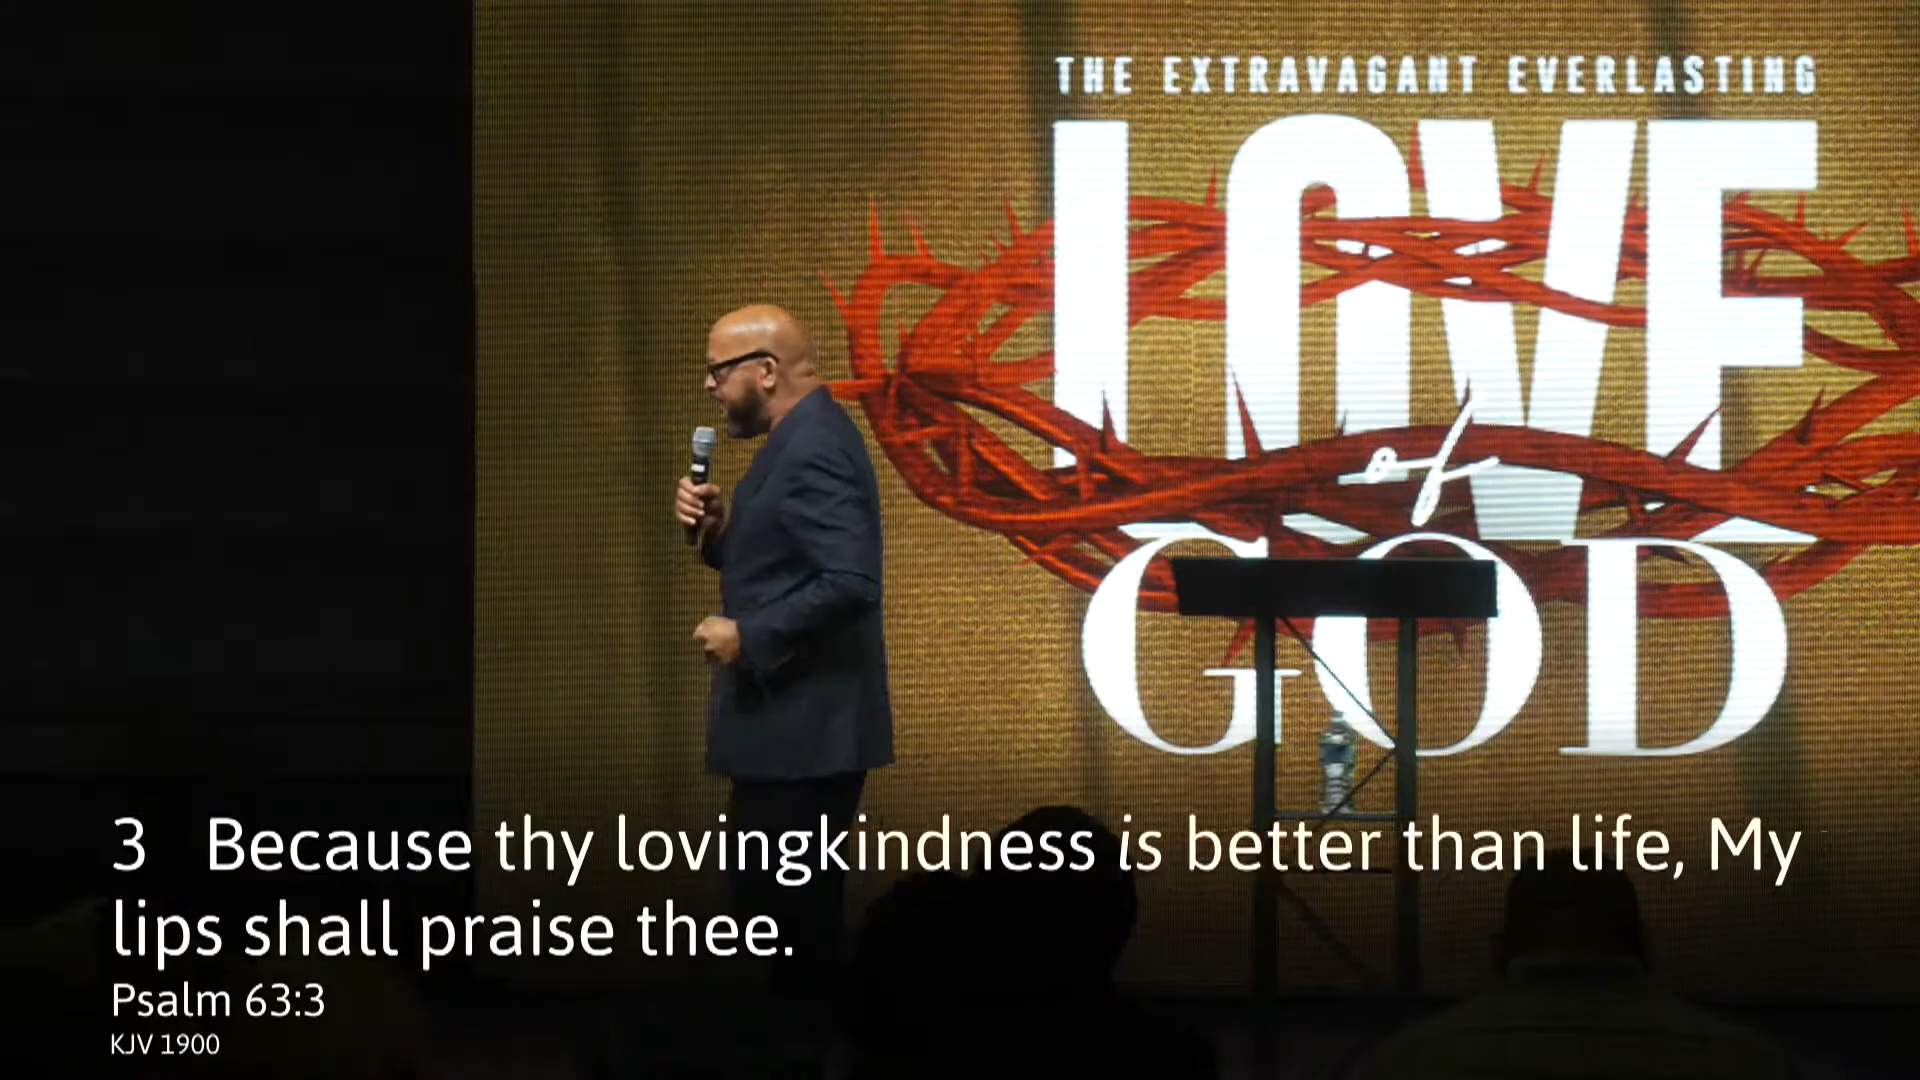 THE EXTRAVAGANT EVERLASTING
LOVE
of
GOD
3 Because thy lovingkindness is better than life, My
lips shall praise thee.
Psalm 63:3
KJV 1900